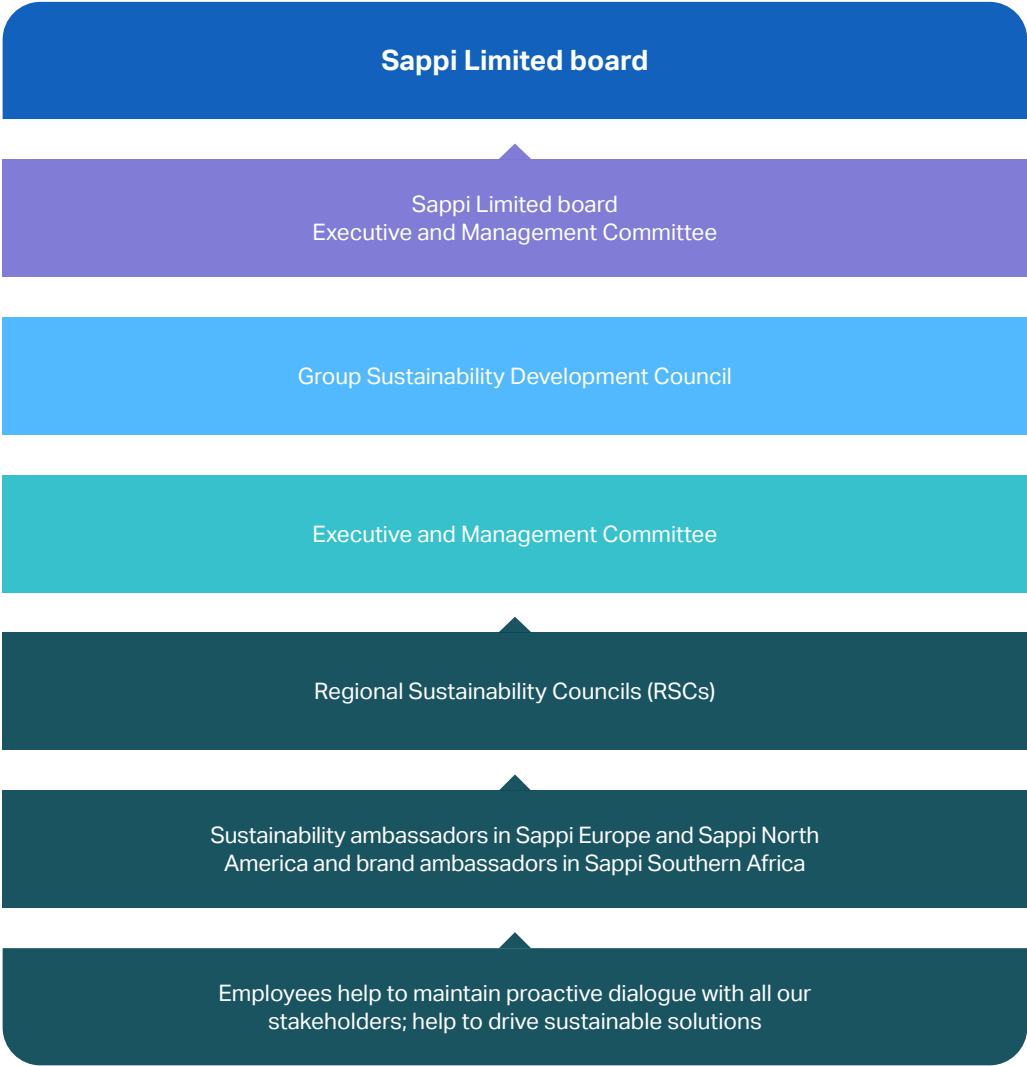 Sappi Limited board
Sappi Limited board
Executive and Management Committee
Group Sustainability Development Council
Executive and Management Committee
Regional Sustainability Councils (RSCs)
Sustainability ambassadors in Sappi Europe and Sappi North
America and brand ambassadors in Sappi Southern Africa
Employees help to maintain proactive dialogue with all our
stakeholders; help to drive sustainable solutions